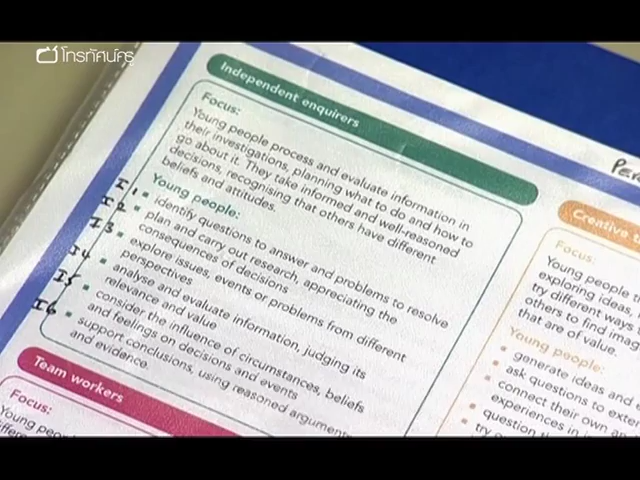 โทรทัศน์ครู
Independent enquirers
Focus:
Young people process and evaluate information in
their investigations, planning what to do and how to
go about it. They take informed and well-reasoned
decisions, recognising that others have different
beliefs and attitudes.
Young people:
I1 • identify questions to answer and problems to resolve
I2 • plan and carry out research, appreciating the
consequences of decisions
I3 • explore issues, events or problems from different
perspectives
I4 • analyse and evaluate information, judging its
relevance and value
I5 • consider the influence of circumstances, beliefs
and feelings on decisions and events
I6 • support conclusions, using reasoned arguments
and evidence.
Team workers
Focus:
Young
Creative
Focus:
Young people
exploring ideas,
try different ways
others to find
that are of value.
Young people:
• generate ideas and
• ask questions to
• connect their own
experiences in
• question
• try